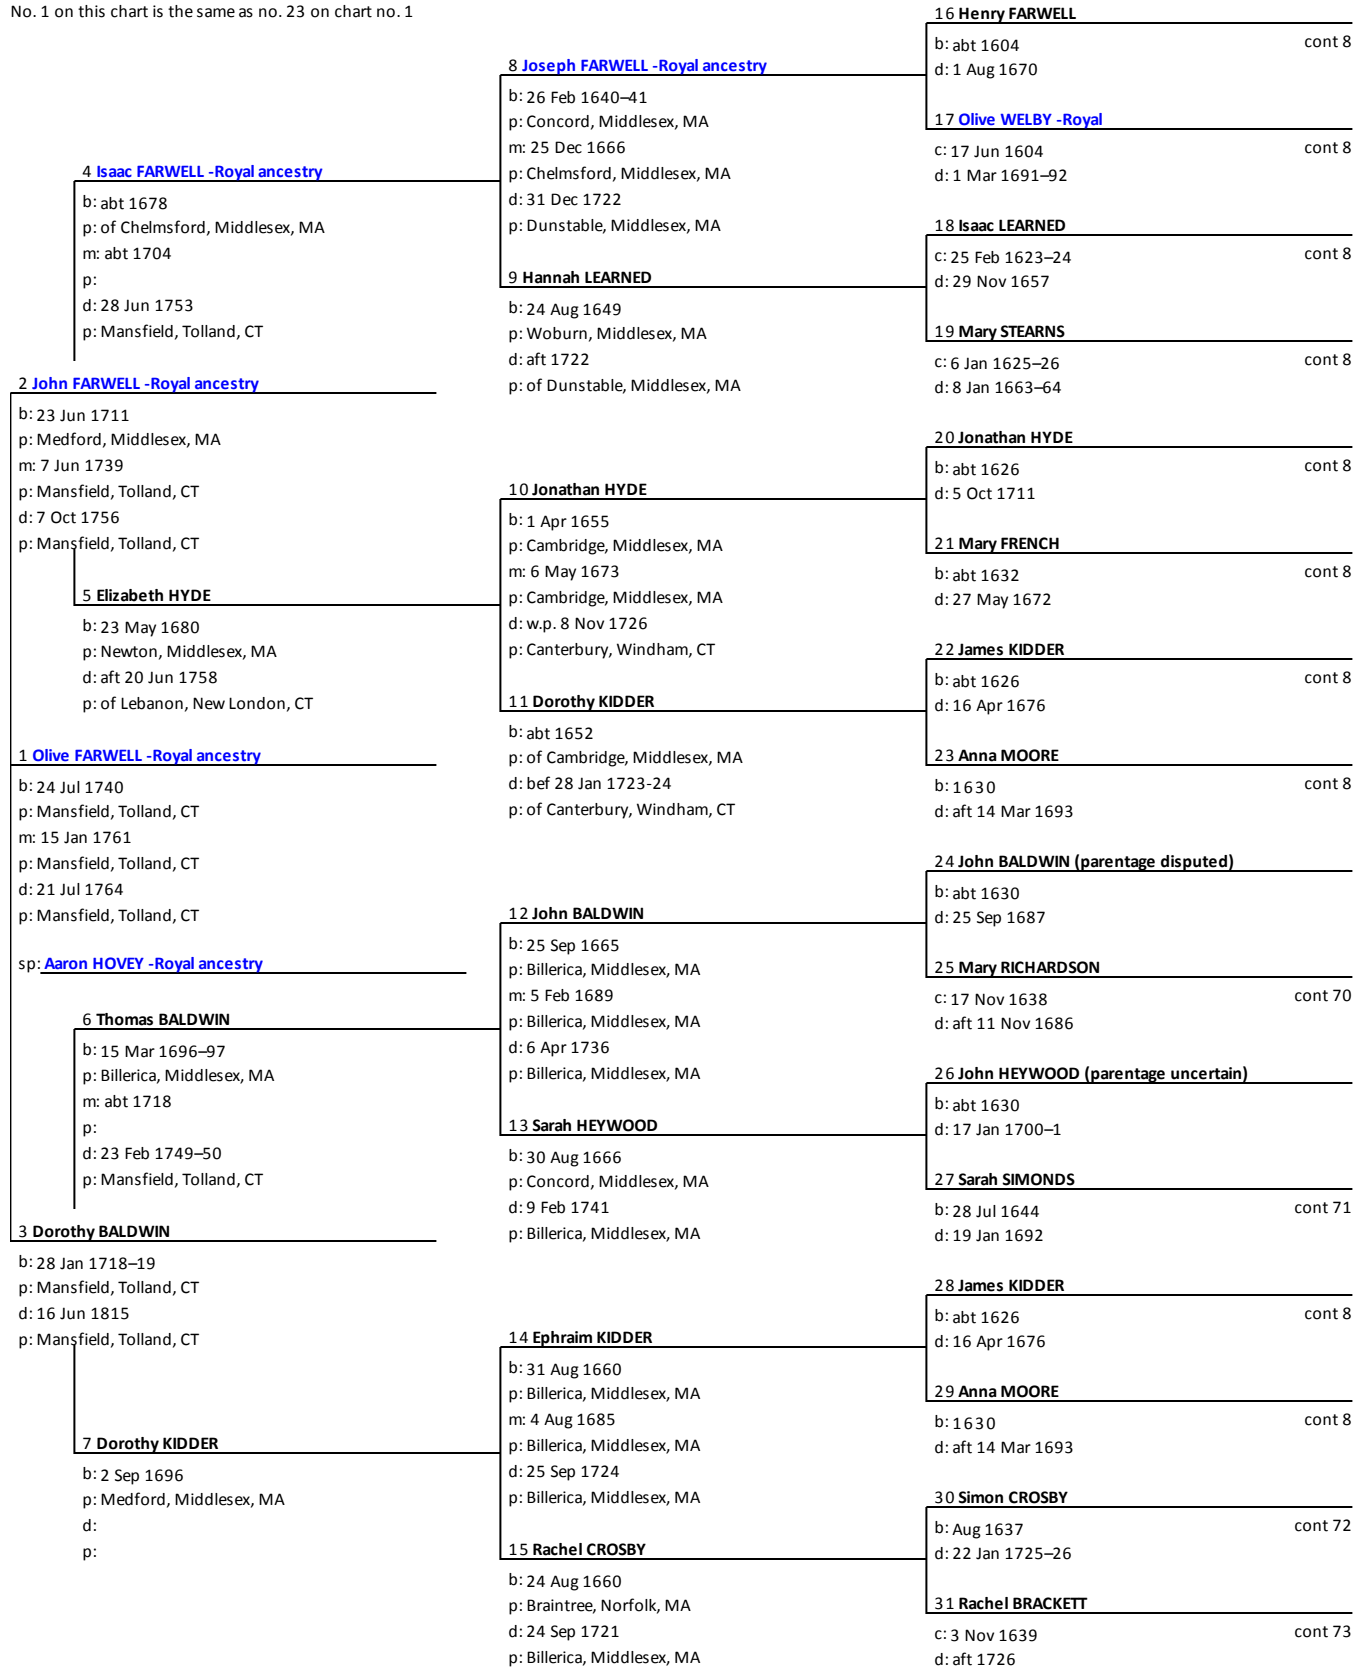 No. 1 on this chart is the same as no. 23 on chart no. 1
4 Isaac FARWELL -Royal ancestry
b: abt 1678
p: of Chelmsford, Middlesex, MA
m: abt 1704
p:
d: 28 Jun 1753
p: Mansfield, Tolland, CT
2 John FARWELL -Royal ancestry
b: 23 Jun 1711
p: Medford, Middlesex, MA
m: 7 Jun 1739
p: Mansfield, Tolland, CT
d: 7 Oct 1756
p: Mansfield, Tolland, CT
5 Elizabeth HYDE
b: 23 May 1680
p: Newton, Middlesex, MA
d: aft 20 Jun 1758
p: of Lebanon, New London, CT
1 Olive FARWELL -Royal ancestry
b: 24 Jul 1740
p: Mansfield, Tolland, CT
m: 15 Jan 1761
p: Mansfield, Tolland, CT
d: 21 Jul 1764
p: Mansfield, Tolland, CT
sp: Aaron HOVEY -Royal ancestry
6 Thomas BALDWIN
b: 15 Mar 1696–97
p: Billerica, Middlesex, MA
m: abt 1718
p:
d: 23 Feb 1749–50
p: Mansfield, Tolland, CT
3 Dorothy BALDWIN
b: 28 Jan 1718–19
p: Mansfield, Tolland, CT
d: 16 Jun 1815
p: Mansfield, Tolland, CT
7 Dorothy KIDDER
b: 2 Sep 1696
p: Medford, Middlesex, MA
d:
p:
8 Joseph FARWELL -Royal ancestry
b: 26 Feb 1640–41
p: Concord, Middlesex, MA
m: 25 Dec 1666
p: Chelmsford, Middlesex, MA
d: 31 Dec 1722
p: Dunstable, Middlesex, MA
9 Hannah LEARNED
b: 24 Aug 1649
p: Woburn, Middlesex, MA
d: aft 1722
p: of Dunstable, Middlesex, MA
10 Jonathan HYDE
b: 1 Apr 1655
p: Cambridge, Middlesex, MA
m: 6 May 1673
p: Cambridge, Middlesex, MA
d: w.p. 8 Nov 1726
p: Canterbury, Windham, CT
11 Dorothy KIDDER
b: abt 1652
p: of Cambridge, Middlesex, MA
d: bef 28 Jan 1723-24
p: of Canterbury, Windham, CT
12 John BALDWIN
b: 25 Sep 1665
p: Billerica, Middlesex, MA
m: 5 Feb 1689
p: Billerica, Middlesex, MA
d: 6 Apr 1736
p: Billerica, Middlesex, MA
13 Sarah HEYWOOD
b: 30 Aug 1666
p: Concord, Middlesex, MA
d: 9 Feb 1741
p: Billerica, Middlesex, MA
14 Ephraim KIDDER
b: 31 Aug 1660
p: Billerica, Middlesex, MA
m: 4 Aug 1685
p: Billerica, Middlesex, MA
d: 25 Sep 1724
p: Billerica, Middlesex, MA
15 Rachel CROSBY
b: 24 Aug 1660
p: Braintree, Norfolk, MA
d: 24 Sep 1721
p: Billerica, Middlesex, MA
16 Henry FARWELL
b: abt 1604 cont 8
d: 1 Aug 1670
17 Olive WELBY -Royal
c: 17 Jun 1604 cont 8
d: 1 Mar 1691–92
18 Isaac LEARNED
c: 25 Feb 1623–24 cont 8
d: 29 Nov 1657
19 Mary STEARNS
c: 6 Jan 1625–26 cont 8
d: 8 Jan 1663–64
20 Jonathan HYDE
b: abt 1626 cont 8
d: 5 Oct 1711
21 Mary FRENCH
b: abt 1632 cont 8
d: 27 May 1672
22 James KIDDER
b: abt 1626 cont 8
d: 16 Apr 1676
23 Anna MOORE
b: 1630 cont 8
d: aft 14 Mar 1693
24 John BALDWIN (parentage disputed)
b: abt 1630
d: 25 Sep 1687
25 Mary RICHARDSON
c: 17 Nov 1638 cont 70
d: aft 11 Nov 1686
26 John HEYWOOD (parentage uncertain)
b: abt 1630
d: 17 Jan 1700–1
27 Sarah SIMONDS
b: 28 Jul 1644 cont 71
d: 19 Jan 1692
28 James KIDDER
b: abt 1626 cont 8
d: 16 Apr 1676
29 Anna MOORE
b: 1630 cont 8
d: aft 14 Mar 1693
30 Simon CROSBY
b: Aug 1637 cont 72
d: 22 Jan 1725–26
31 Rachel BRACKETT
c: 3 Nov 1639 cont 73
d: aft 1726